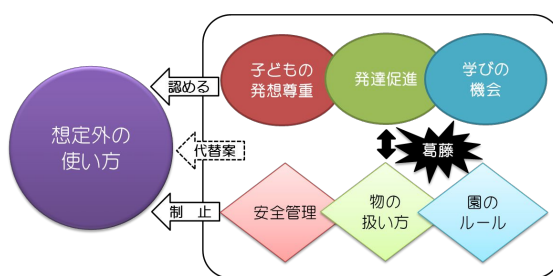 想定外の
使い方
認める
代替案
制 止
子どもの
発想尊重
発達促進
学びの
機会
葛藤
安全管理
物の
扱い方
園の
ルール